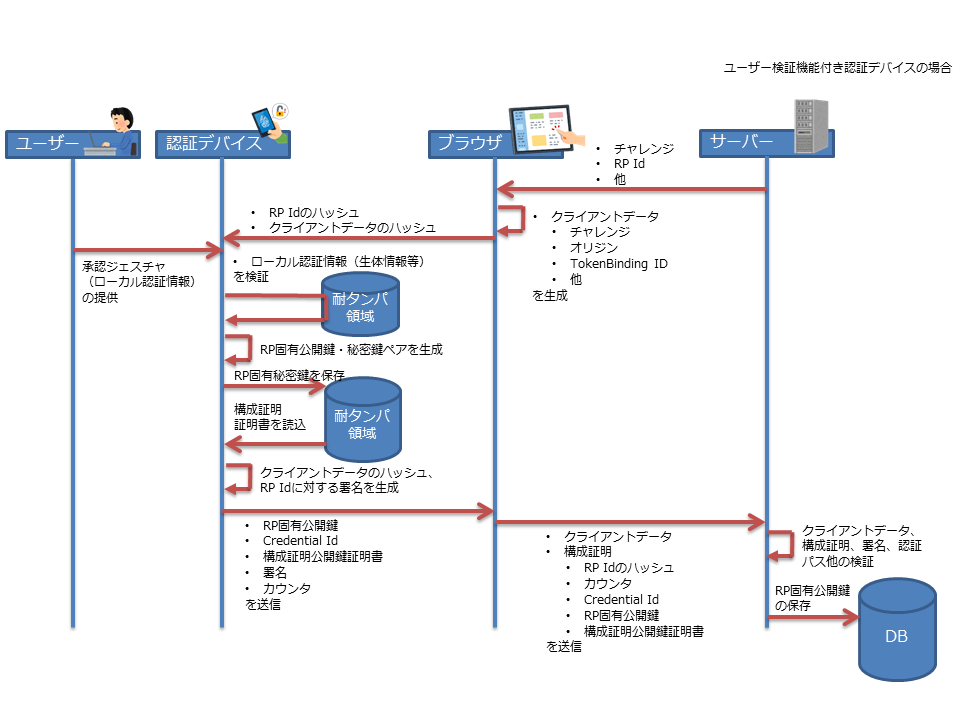 ユーザー検証機能付き認証デバイスの場合
ユーザー
認証デバイス
ブラウザ
サーバー
• チャレンジ
• RP Id
• 他
• RP Idのハッシュ
• クライアントデータのハッシュ
• クライアントデータ
• チャレンジ
• オリジン
• TokenBinding ID
• 他
を生成
承認ジェスチャ
（ローカル認証情報）
の提供
• ローカル認証情報（生体情報等）
を検証
耐タンパ
領域
RP固有公開鍵・秘密鍵ペアを生成
RP固有秘密鍵を保存
耐タンパ
領域
構成証明
証明書を読込
クライアントデータのハッシュ、
RP Idに対する署名を生成
• RP固有公開鍵
• Credential Id
• 構成証明公開鍵証明書
• 署名
• カウンタ
を送信
• クライアントデータ
• 構成証明
• RP Idのハッシュ
• カウンタ
• Credential Id
• RP固有公開鍵
• 構成証明公開鍵証明書
を送信
クライアントデータ、
構成証明、署名、認証
パス他の検証
RP固有公開鍵
の保存
DB